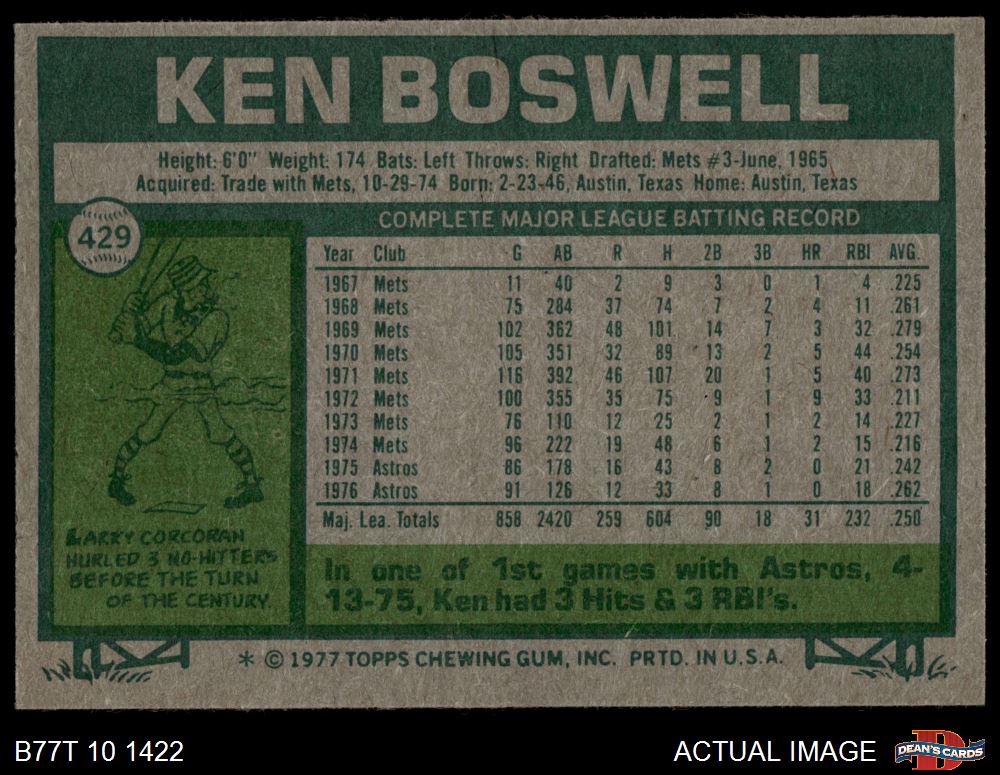 KEN BOSWELL
Height: 6'0" Weight: 174 Bats: Left Throws: Right Drafted: Mets #3-June, 1965
Acquired: Trade with Mets, 10-29-74 Born: 2-23-46, Austin, Texas Home: Austin, Texas
429
COMPLETE MAJOR LEAGUE BATTING RECORD
Year Club G AB R H 2B 3B HR RBI AVG.
1967 Mets 11 40 2 9 3 0 1 4 .225
1968 Mets 75 284 37 74 7 2 4 11 .261
1969 Mets 102 362 48 101 14 7 3 32 .279
1970 Mets 105 351 32 89 13 2 5 44 .254
1971 Mets 116 392 46 107 20 1 5 40 .273
1972 Mets 100 355 35 75 9 1 9 33 .211
1973 Mets 76 110 12 25 2 1 2 14 .227
1974 Mets 96 222 19 48 6 1 2 15 .216
1975 Astros 86 178 16 43 8 2 0 21 .242
1976 Astros 91 126 12 33 8 1 0 18 .262
Maj. Lea. Totals 858 2420 259 604 90 18 31 232 .250
LARRY CORCORAN
HURLED 3 NO-HITTERS
BEFORE THE TURN
OF THE CENTURY.
In one of 1st games with Astros, 4-
13-75, Ken had 3 Hits & 3 RBI's.
* © 1977 TOPPS CHEWING GUM, INC. PRTD. IN U.S.A.
B77T 10 1422
ACTUAL IMAGE
D
DEAN'S CARDS